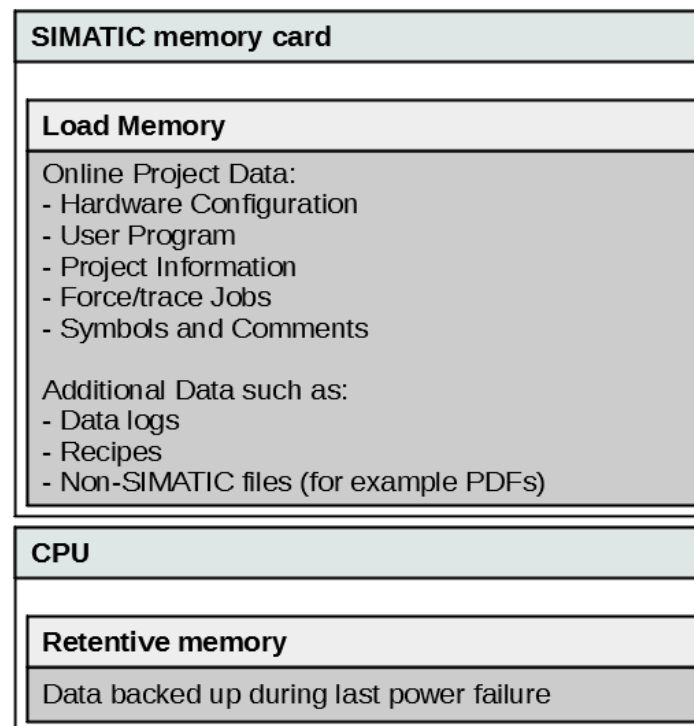 SIMATIC memory card
Load Memory
Online Project Data:
- Hardware Configuration
- User Program
- Project Information
- Force/trace Jobs
- Symbols and Comments
Additional Data such as:
- Data logs
- Recipes
- Non-SIMATIC files (for example PDFs)
CPU
Retentive memory
Data backed up during last power failure